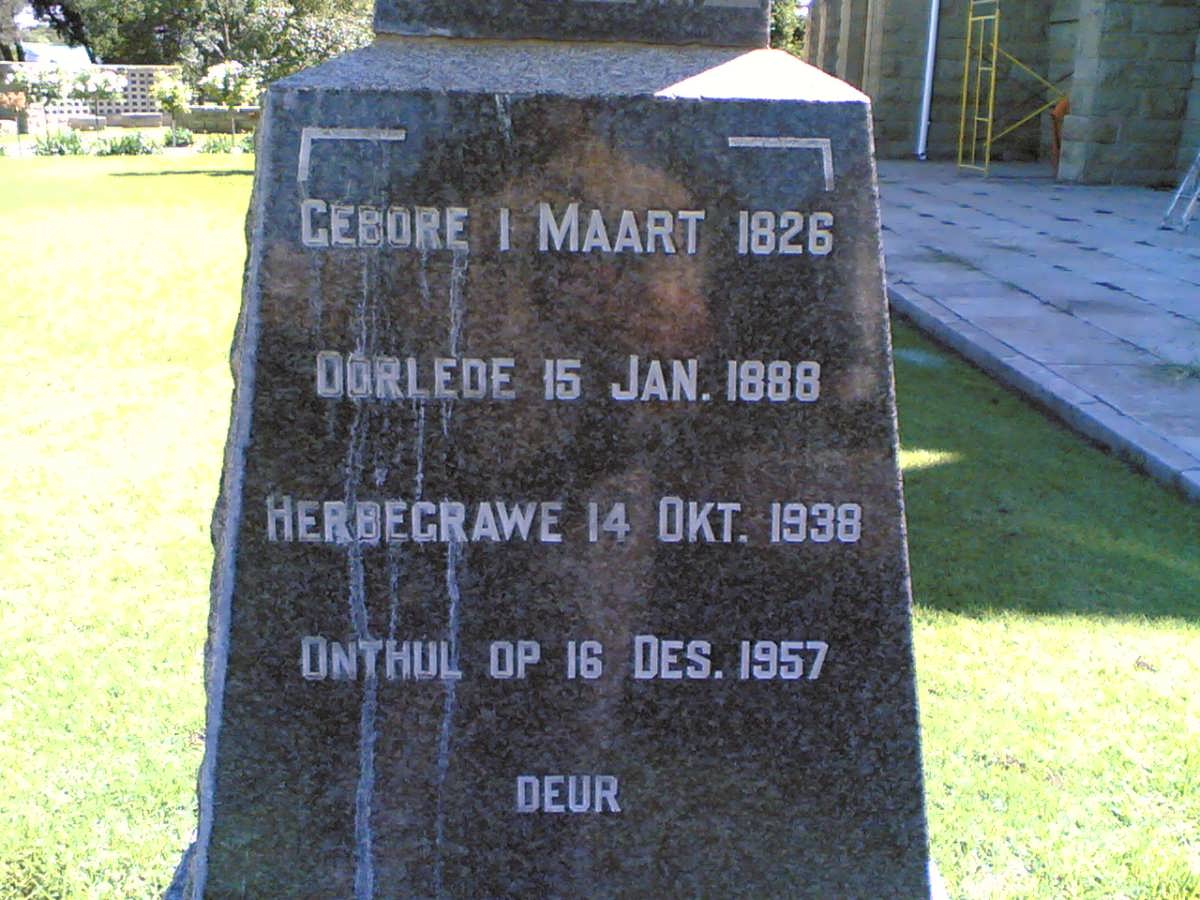 GEBORE 1 MAART 1826
OORLEDE 15 JAN. 1888
HERBEGRAWE 14 OKT. 1938
ONTHUL OP 16 DES. 1957
DEUR